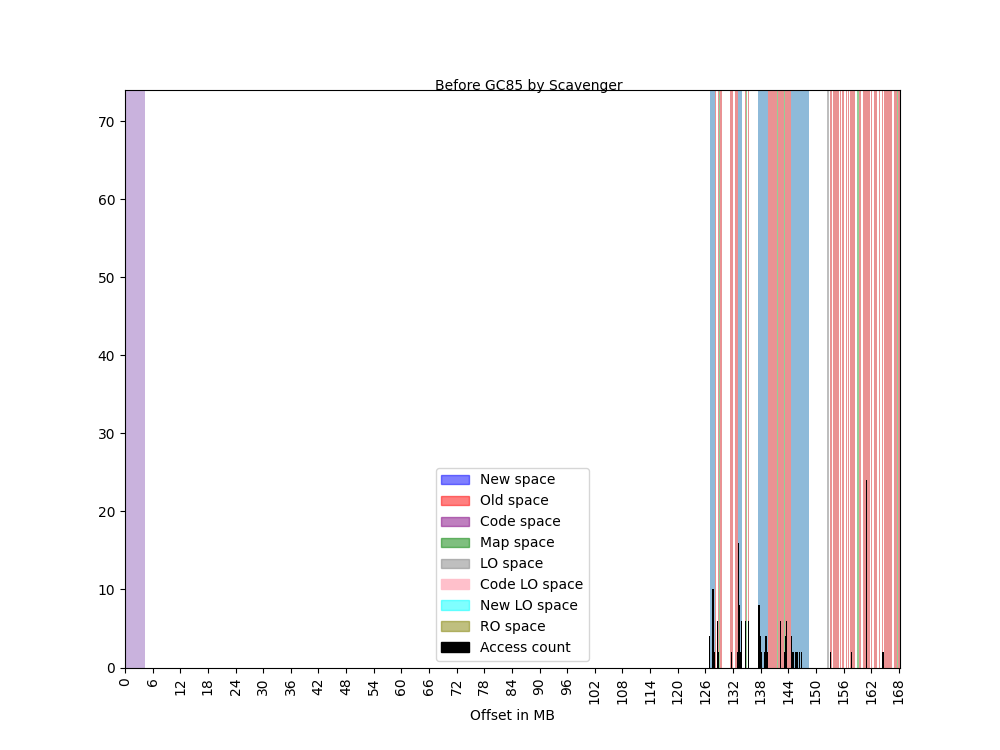 Before GC85 by Scavenger
70
60
50
40
30
20
10
0
New space
Old space
Code space
Map space
LO space
Code LO space
New LO space
RO space
Access count
0 6 12 18 24 30 36 42 48 54 60 66 72 78 84 90 96 102 108 114 120 126 132 138 144 150 156 162 168
Offset in MB